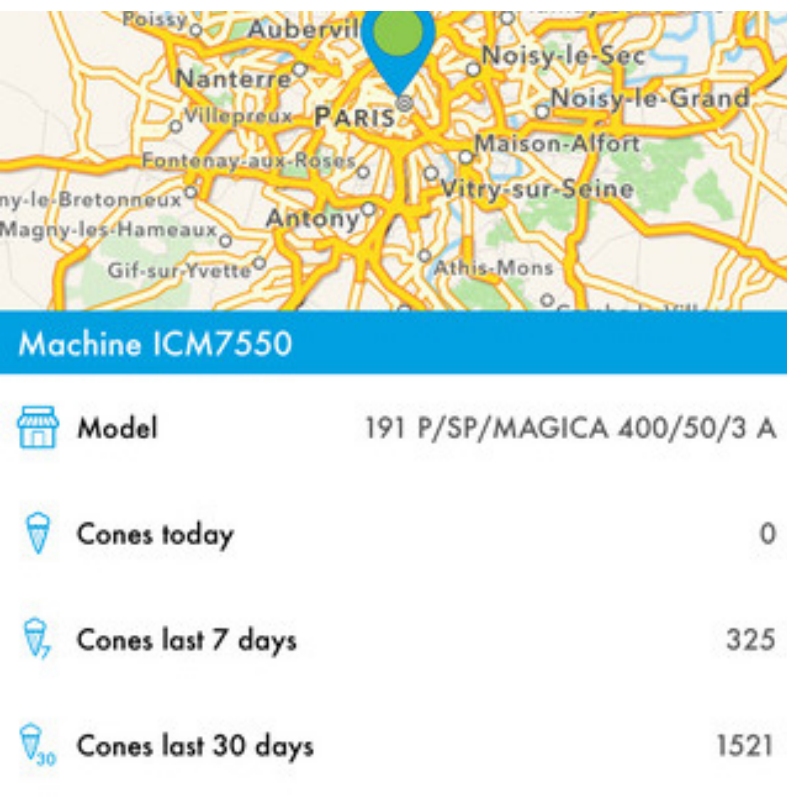 Poissy
Aubervil
Noisy-le-Sec
Nanterre
Noisy-le-Grand
Villepreux
PARIS
Maison-Alfort
Fontenay-aux-Roses
Vitry-sur-Seine
ny-le-Bretonneux
Antony
Magny-les-Hameaux
Gif-sur-Yvette
Athis-Mons
Machine ICM7550
Model 191 P/SP/MAGICA 400/50/3 A
Cones today 0
7
Cones last 7 days 325
30
Cones last 30 days 1521